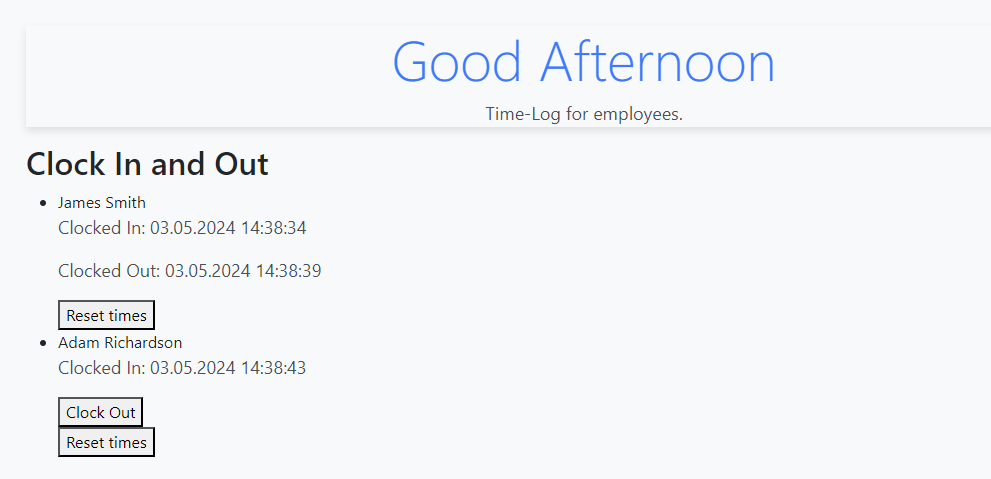 Good Afternoon
Time-Log for employees.
Clock In and Out
James Smith
Clocked In: 03.05.2024 14:38:34
Clocked Out: 03.05.2024 14:38:39
Reset times
Adam Richardson
Clocked In: 03.05.2024 14:38:43
Clock Out
Reset times